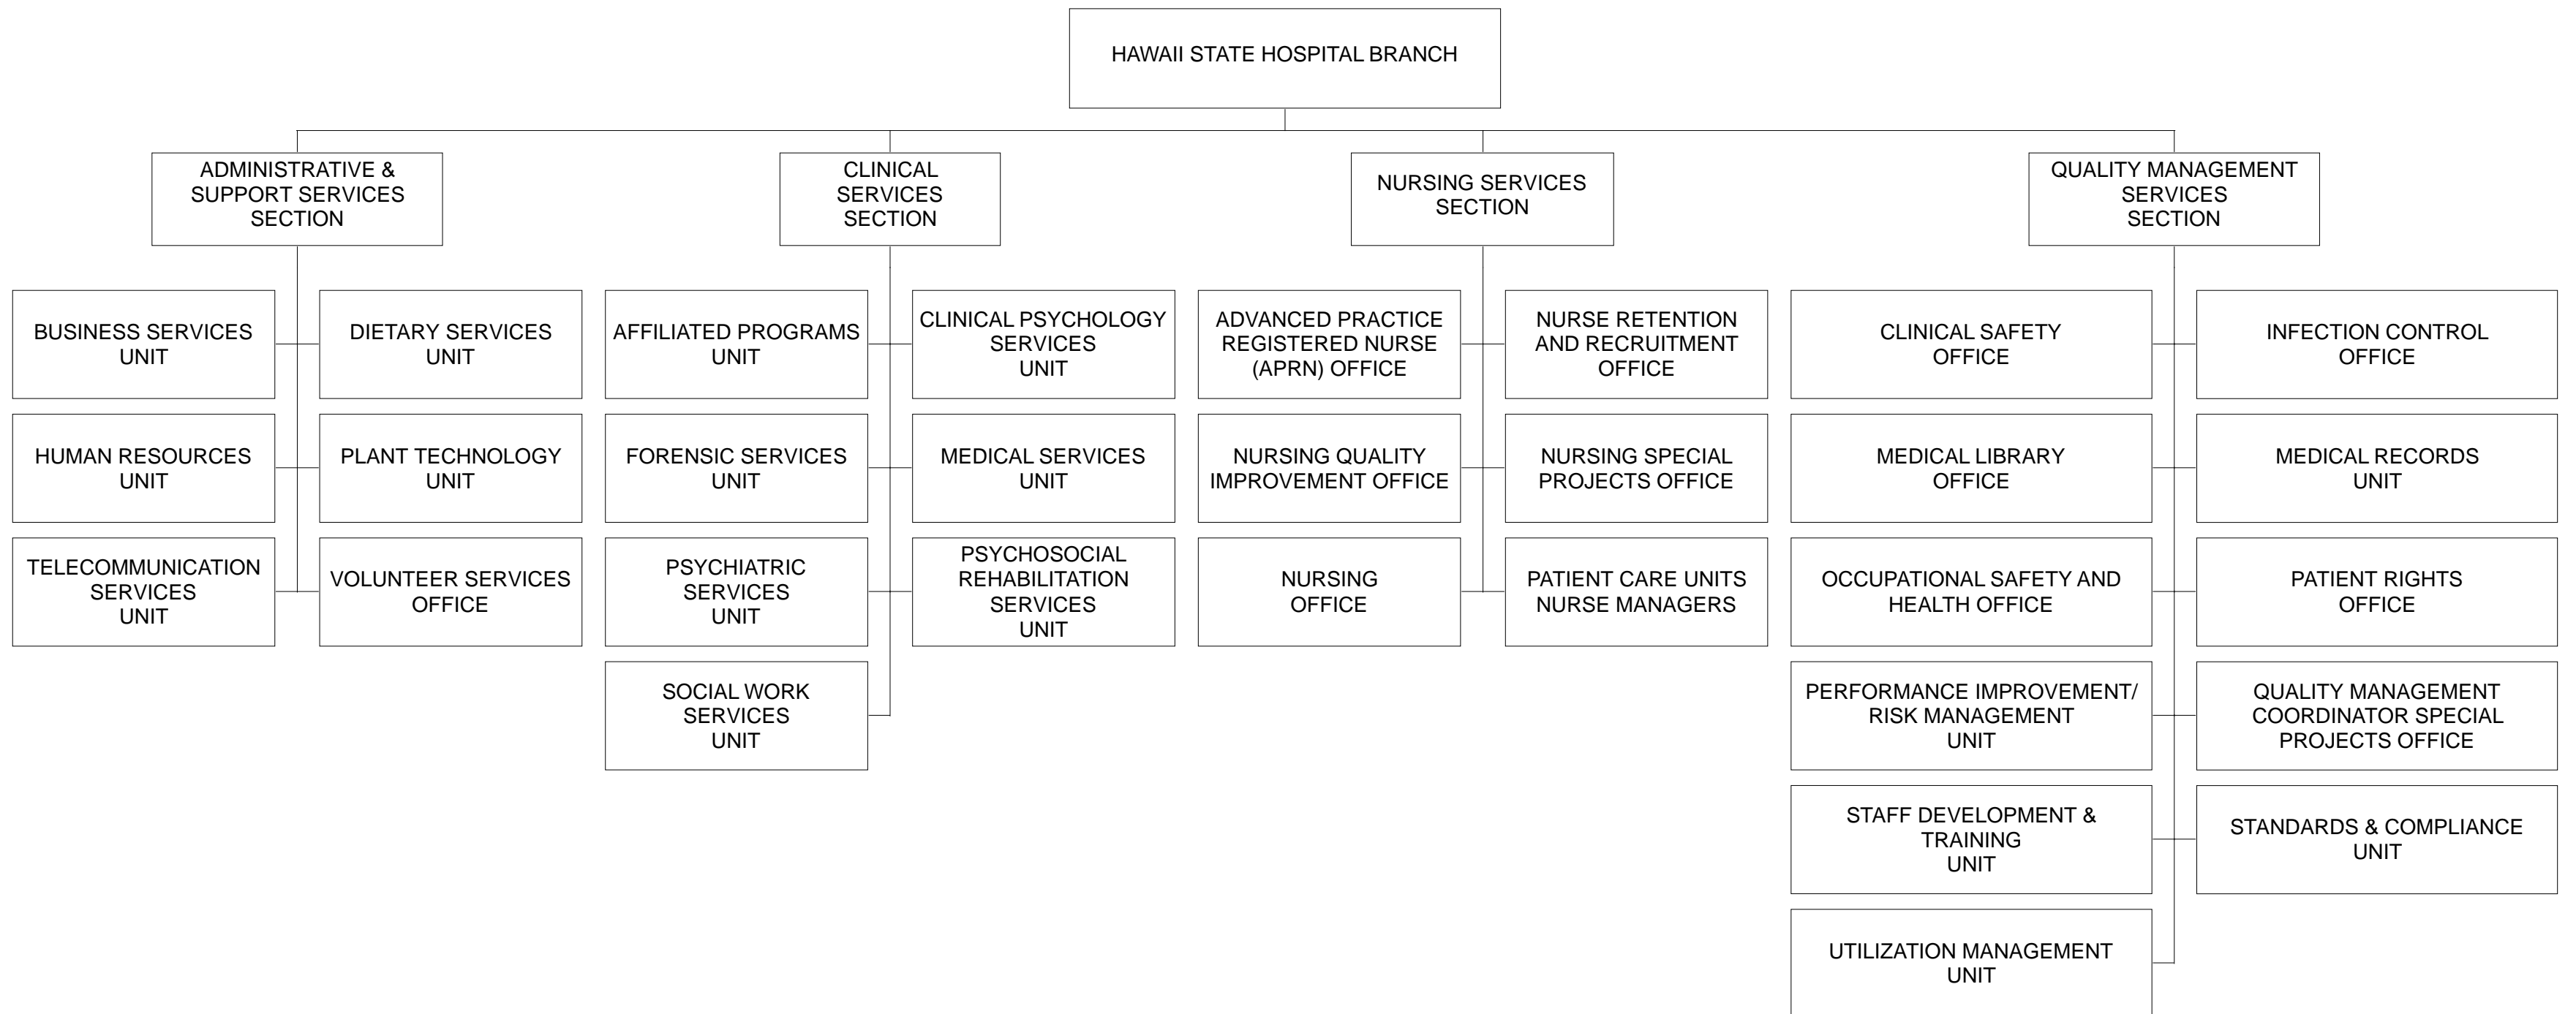 HAWAII STATE HOSPITAL BRANCH
ADMINISTRATIVE &
SUPPORT SERVICES
SECTION
CLINICAL
SERVICES
SECTION
NURSING SERVICES
SECTION
QUALITY MANAGEMENT
SERVICES
SECTION
BUSINESS SERVICES
UNIT
DIETARY SERVICES
UNIT
AFFILIATED PROGRAMS
UNIT
CLINICAL PSYCHOLOGY
SERVICES
UNIT
ADVANCED PRACTICE
REGISTERED NURSE
(APRN) OFFICE
NURSE RETENTION
AND RECRUITMENT
OFFICE
CLINICAL SAFETY
OFFICE
INFECTION CONTROL
OFFICE
HUMAN RESOURCES
UNIT
PLANT TECHNOLOGY
UNIT
FORENSIC SERVICES
UNIT
MEDICAL SERVICES
UNIT
NURSING QUALITY
IMPROVEMENT OFFICE
NURSING SPECIAL
PROJECTS OFFICE
MEDICAL LIBRARY
OFFICE
MEDICAL RECORDS
UNIT
TELECOMMUNICATION
SERVICES
UNIT
VOLUNTEER SERVICES
OFFICE
PSYCHIATRIC
SERVICES
UNIT
PSYCHOSOCIAL
REHABILITATION
SERVICES
UNIT
NURSING
OFFICE
PATIENT CARE UNITS
NURSE MANAGERS
OCCUPATIONAL SAFETY AND
HEALTH OFFICE
PATIENT RIGHTS
OFFICE
SOCIAL WORK
SERVICES
UNIT
PERFORMANCE IMPROVEMENT/
RISK MANAGEMENT
UNIT
QUALITY MANAGEMENT
COORDINATOR SPECIAL
PROJECTS OFFICE
STAFF DEVELOPMENT &
TRAINING
UNIT
STANDARDS & COMPLIANCE
UNIT
UTILIZATION MANAGEMENT
UNIT